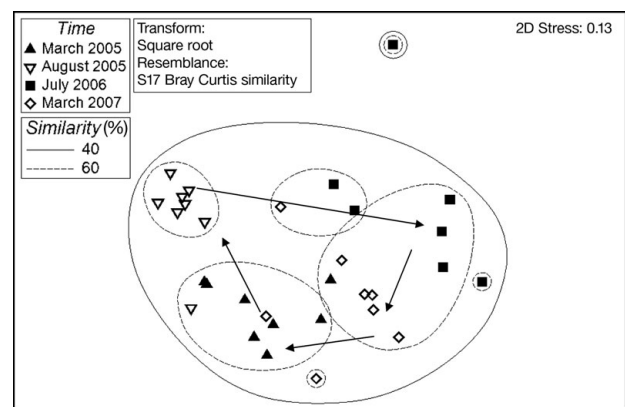 Time
March 2005
August 2005
July 2006
March 2007
Similarity (%)
40
60
Transform:
Square root
Resemblance:
S17 Bray Curtis similarity
2D Stress: 0.13